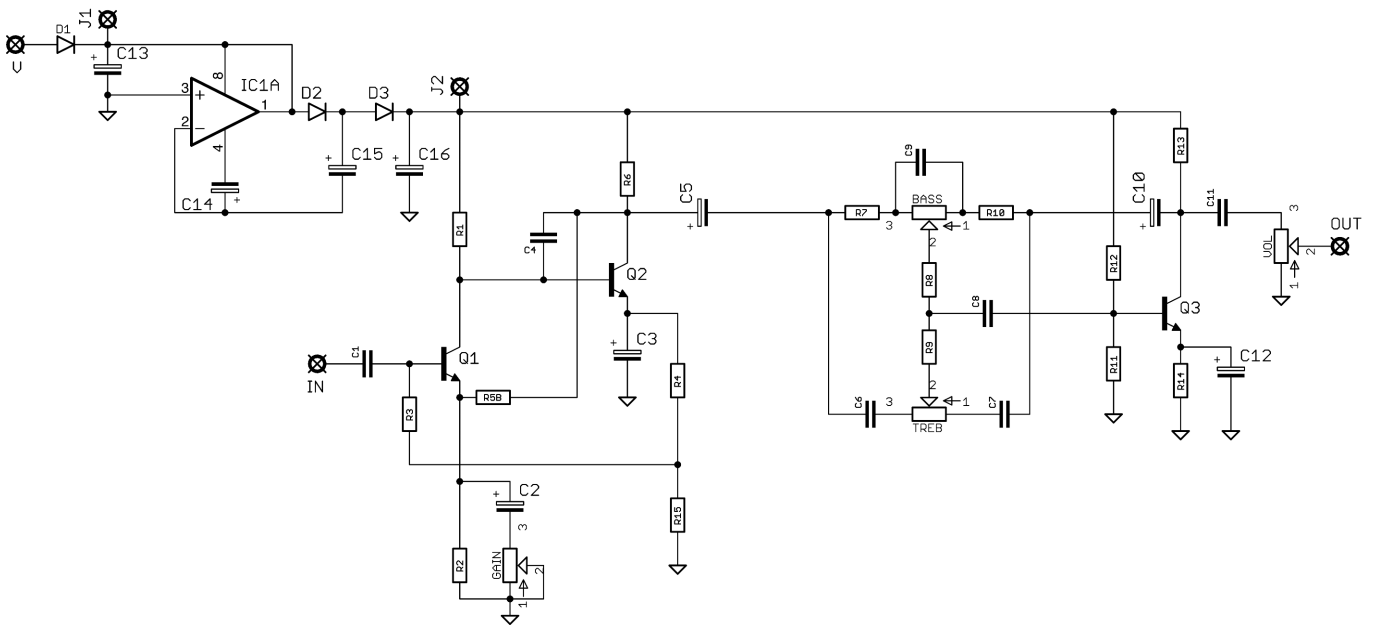 J1
D1
V
+ C13
8
IC1A
3 +
1
2 −
4
C14 +
D2
D3
J2
+ C15
+ C16
R1
C4
R6
Q2
C5
+
C9
BASS
R7
3
1
2
R10
R8
C8
R9
2
C6
3
1
C7
TREB
R13
C10
+
C11
3
OUT
VOL
2
1
R12
Q3
R11
R14
+ C12
IN
C1
Q1
R5B
R3
+ C3
R4
+ C2
3
R2
GAIN
2
1
R15